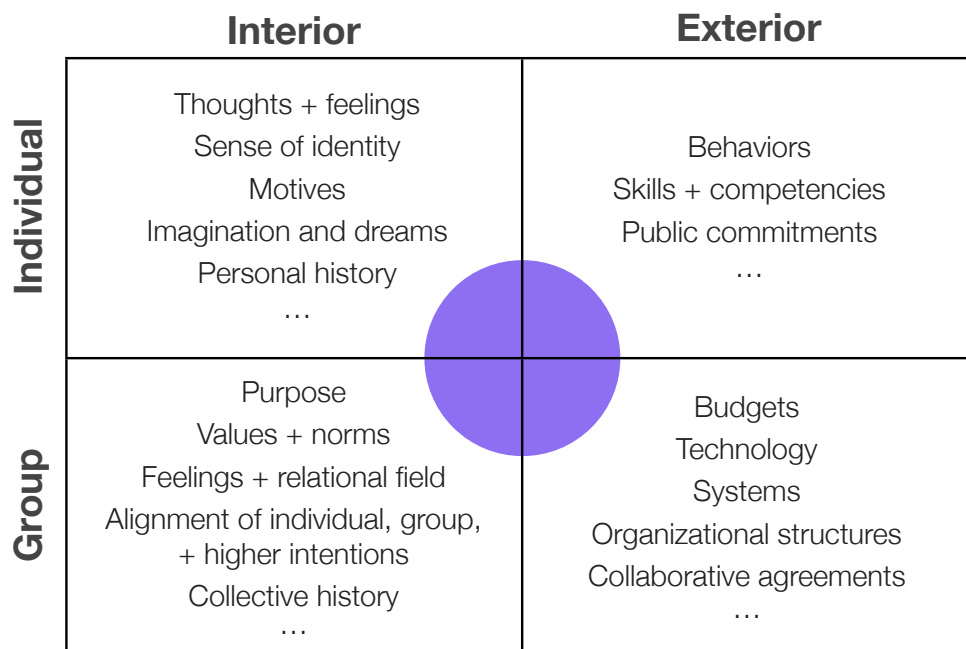 Interior
Exterior
Individual
Thoughts + feelings
Sense of identity
Motives
Imagination and dreams
Personal history
…
Behaviors
Skills + competencies
Public commitments
…
Group
Purpose
Values + norms
Feelings + relational field
Alignment of individual, group,
+ higher intentions
Collective history
…
Budgets
Technology
Systems
Organizational structures
Collaborative agreements
…